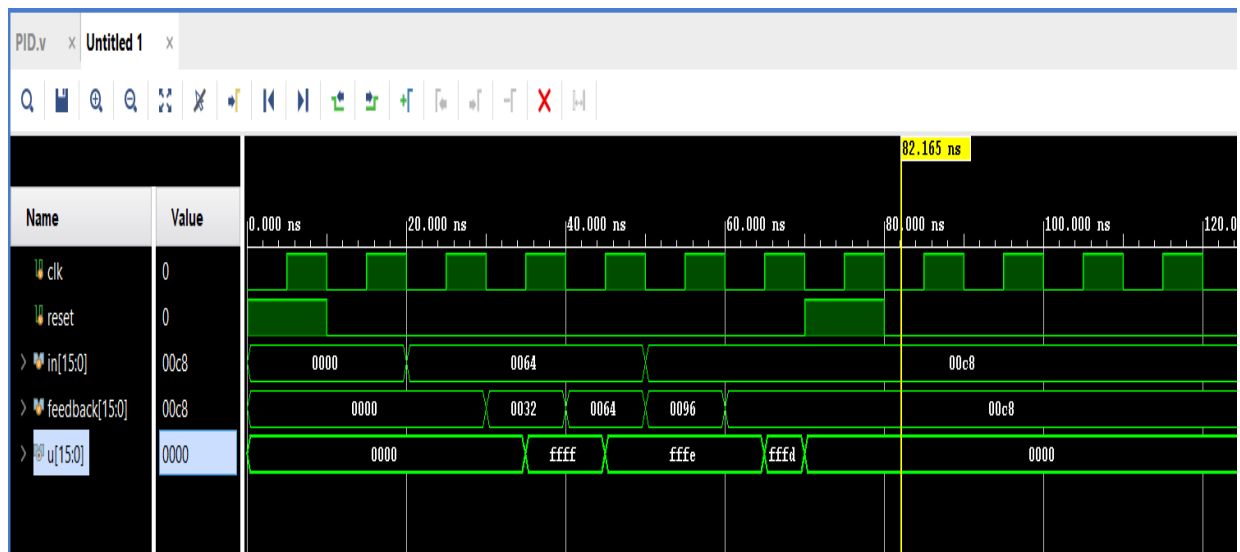 PID.v × Untitled 1 ×
82.165 ns
Name Value
0.000 ns 20.000 ns 40.000 ns 60.000 ns 80.000 ns 100.000 ns 120.0
clk 0
reset 0
in[15:0] 00c8 0000 0064 00c8
feedback[15:0] 00c8 0000 0032 0064 0096 00c8
u[15:0] 0000 0000 ffff fffe fffd 0000